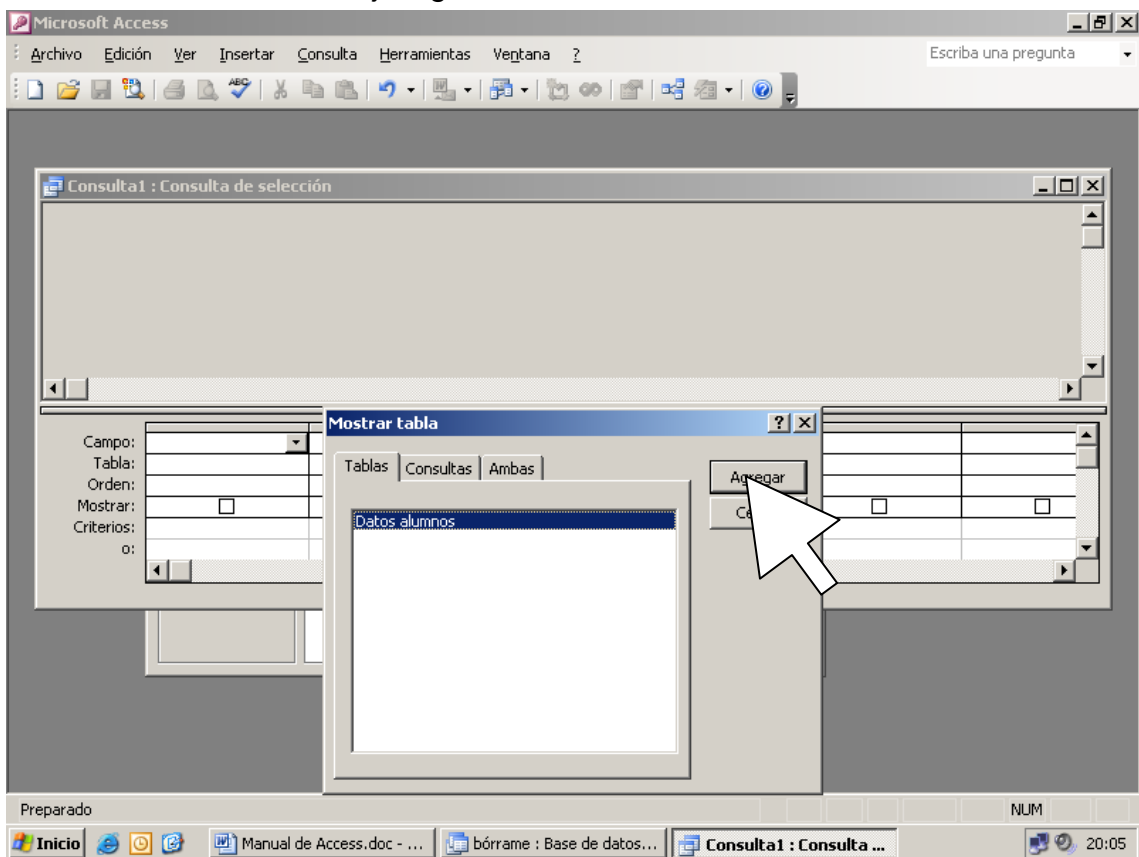 Microsoft Access
Archivo Edición Ver Insertar Consulta Herramientas Ventana ?
Escriba una pregunta
ABC
Consulta1 : Consulta de selección
Campo:
Tabla:
Orden:
Mostrar:
Criterios:
o:
Mostrar tabla
Tablas Consultas Ambas
Agregar
Datos alumnos
Preparado
NUM
Inicio
Manual de Access.doc - ...
bórrame : Base de datos...
Consulta1 : Consulta ...
20:05